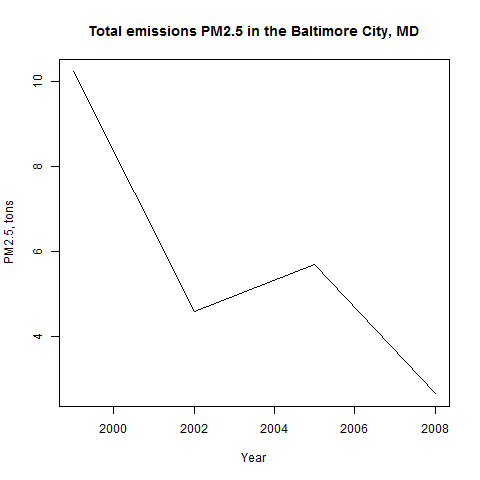 Total emissions PM2.5 in the Baltimore City, MD
PM2.5, tons
10
8
6
4
2000 2002 2004 2006 2008
Year